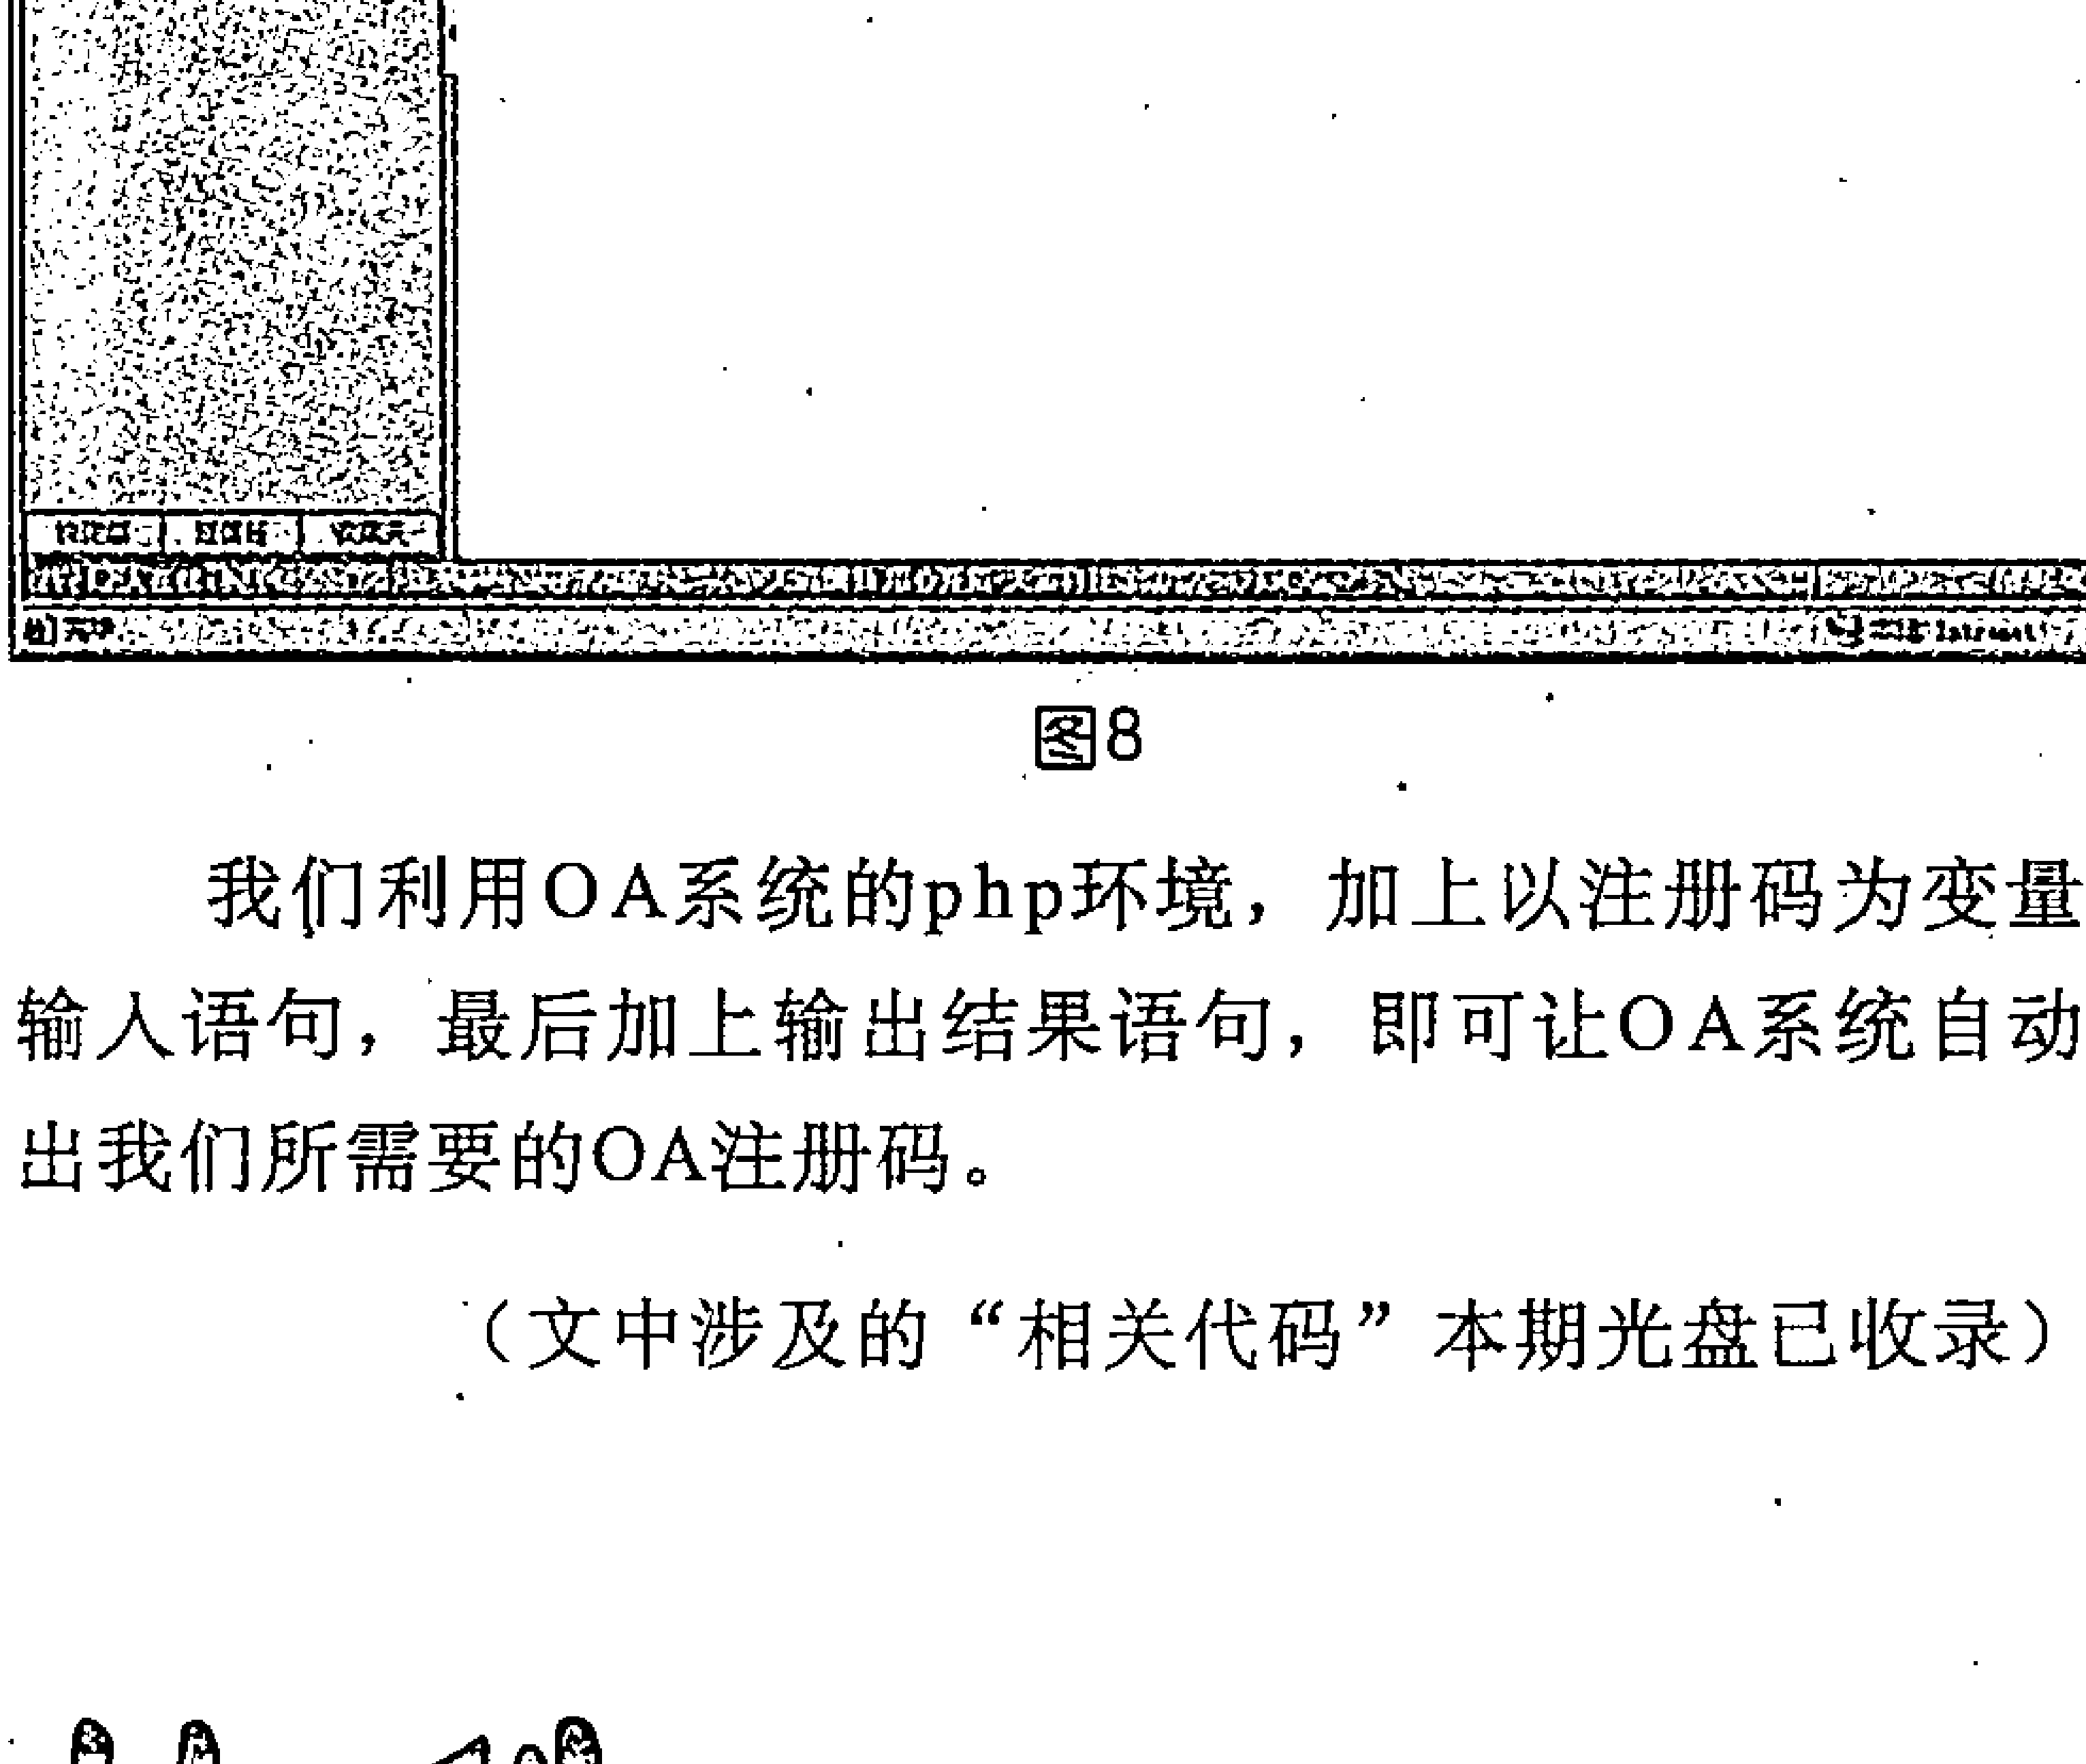 图8
我们利用OA系统的php环境，加上以注册码为变量
输入语句，最后加上输出结果语句，即可让OA系统自动
出我们所需要的OA注册码。
（文中涉及的“相关代码”本期光盘已收录）